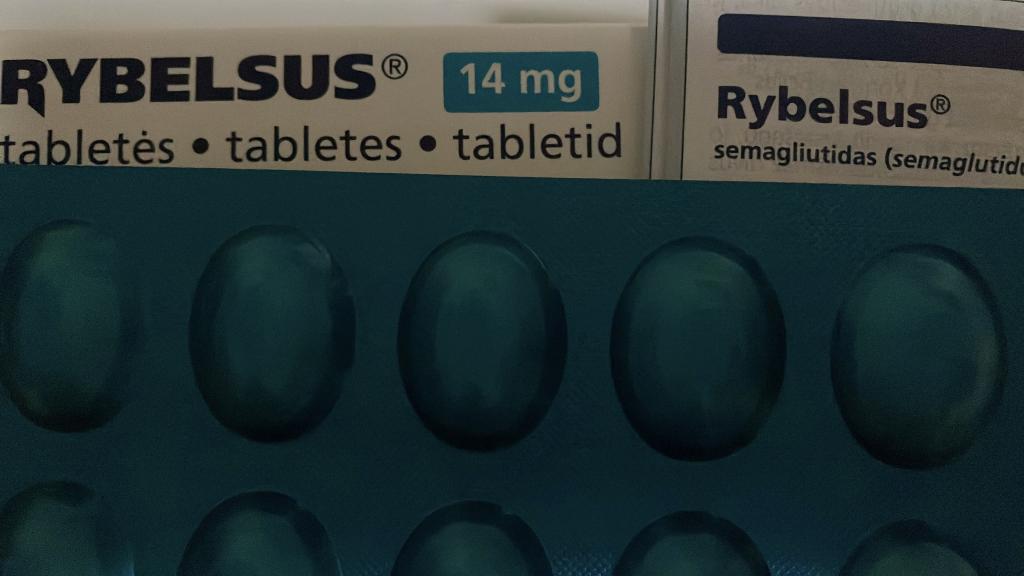 RYBELSUS® 14 mg
tabletės • tabletes • tabletid
Rybelsus®
semagliutidas (semaglutid